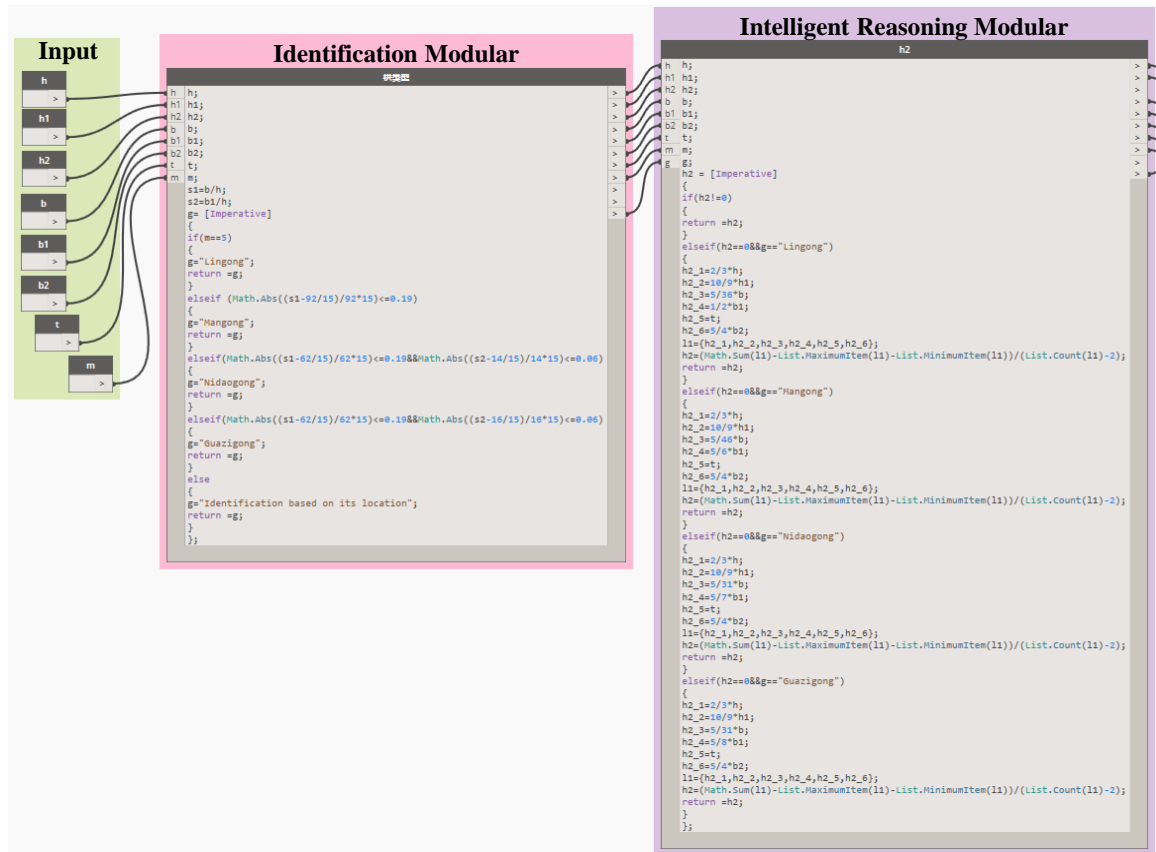 Input
h
>
h1
>
h2
>
b
>
b1
>
b2
>
t
>
m
>
Identification Modular
栱类型
h h; >
h1 h1; >
h2 h2; >
b b; >
b1 b1; >
b2 b2; >
t t; >
m m; >
s1=b/h; >
s2=b1/h; >
g= [Imperative] >
{
if(m==5)
{
g="Lingong";
return =g;
}
elseif (Math.Abs((s1-92/15)/92*15)<=0.19)
{
g="Mangong";
return =g;
}
elseif(Math.Abs((s1-62/15)/62*15)<=0.19&&Math.Abs((s2-14/15)/14*15)<=0.06)
{
g="Nidaogong";
return =g;
}
elseif(Math.Abs((s1-62/15)/62*15)<=0.19&&Math.Abs((s2-16/15)/16*15)<=0.06)
{
g="Guazigong";
return =g;
}
else
{
g="Identification based on its location";
return =g;
}
};
Intelligent Reasoning Modular
h2
h h; >
h1 h1; >
h2 h2; >
b b; >
b1 b1; >
b2 b2; >
t t; >
m m; >
g g; >
h2 = [Imperative] >
{
if(h2!=0)
{
return =h2;
}
elseif(h2==0&&g=="Lingong")
{
h2_1=2/3*h;
h2_2=10/9*h1;
h2_3=5/36*b;
h2_4=1/2*b1;
h2_5=t;
h2_6=5/4*b2;
l1={h2_1,h2_2,h2_3,h2_4,h2_5,h2_6};
h2=(Math.Sum(l1)-List.MaximumItem(l1)-List.MinimumItem(l1))/(List.Count(l1)-2);
return =h2;
}
elseif(h2==0&&g=="Mangong")
{
h2_1=2/3*h;
h2_2=10/9*h1;
h2_3=5/46*b;
h2_4=5/6*b1;
h2_5=t;
h2_6=5/4*b2;
l1={h2_1,h2_2,h2_3,h2_4,h2_5,h2_6};
h2=(Math.Sum(l1)-List.MaximumItem(l1)-List.MinimumItem(l1))/(List.Count(l1)-2);
return =h2;
}
elseif(h2==0&&g=="Nidaogong")
{
h2_1=2/3*h;
h2_2=10/9*h1;
h2_3=5/31*b;
h2_4=5/7*b1;
h2_5=t;
h2_6=5/4*b2;
l1={h2_1,h2_2,h2_3,h2_4,h2_5,h2_6};
h2=(Math.Sum(l1)-List.MaximumItem(l1)-List.MinimumItem(l1))/(List.Count(l1)-2);
return =h2;
}
elseif(h2==0&&g=="Guazigong")
{
h2_1=2/3*h;
h2_2=10/9*h1;
h2_3=5/31*b;
h2_4=5/8*b1;
h2_5=t;
h2_6=5/4*b2;
l1={h2_1,h2_2,h2_3,h2_4,h2_5,h2_6};
h2=(Math.Sum(l1)-List.MaximumItem(l1)-List.MinimumItem(l1))/(List.Count(l1)-2);
return =h2;
}
};